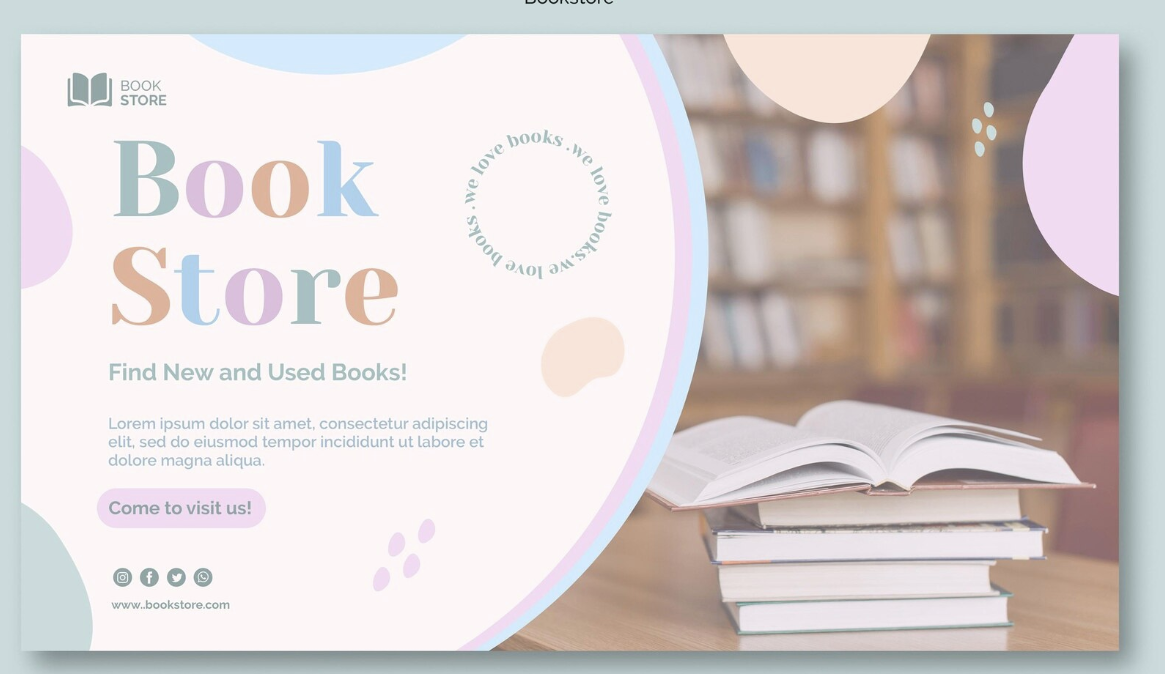 Bookstore
BOOK
STORE
Book
Store
we love books .we love books.we love books .
Find New and Used Books!
Lorem ipsum dolor sit amet, consectetur adipiscing
elit, sed do eiusmod tempor incididunt ut labore et
dolore magna aliqua.
Come to visit us!
www..bookstore.com